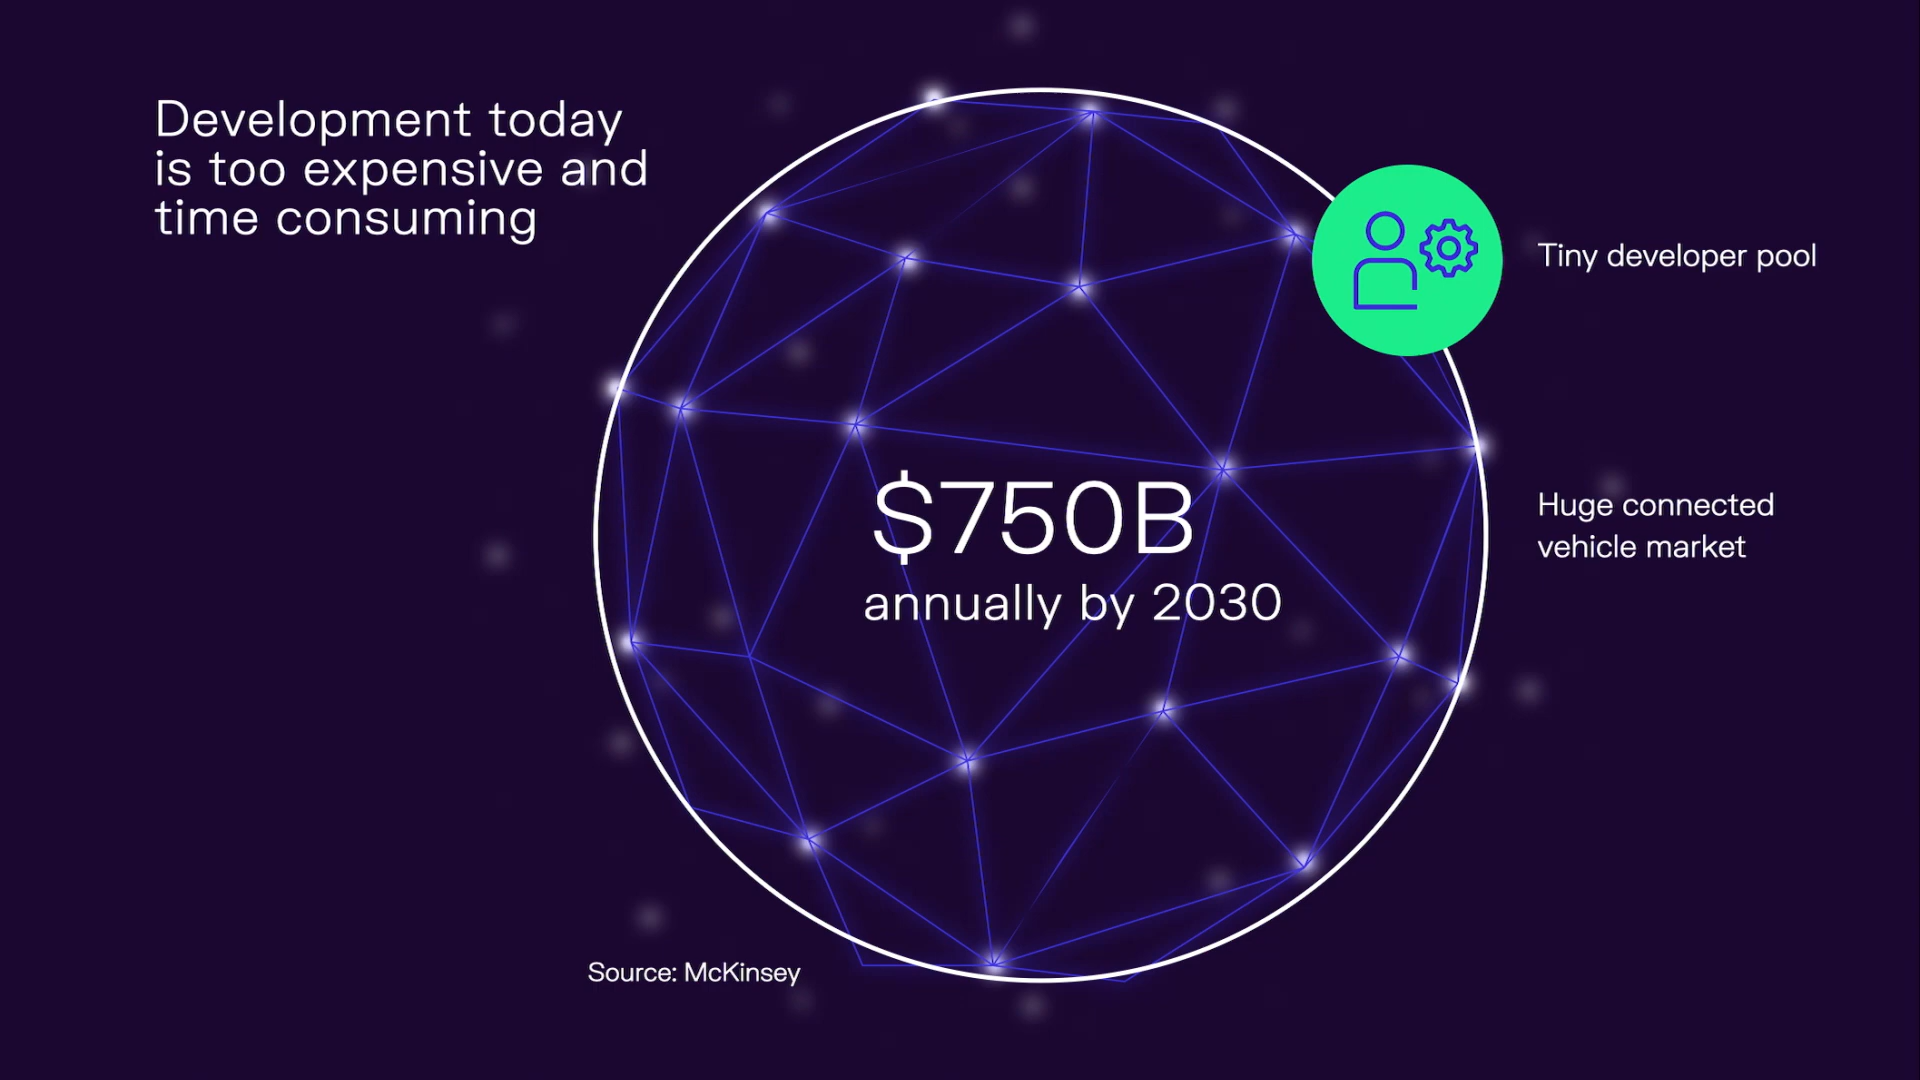 Development today
is too expensive and
time consuming
Tiny developer pool
$750B
annually by 2030
Huge connected
vehicle market
Source: McKinsey